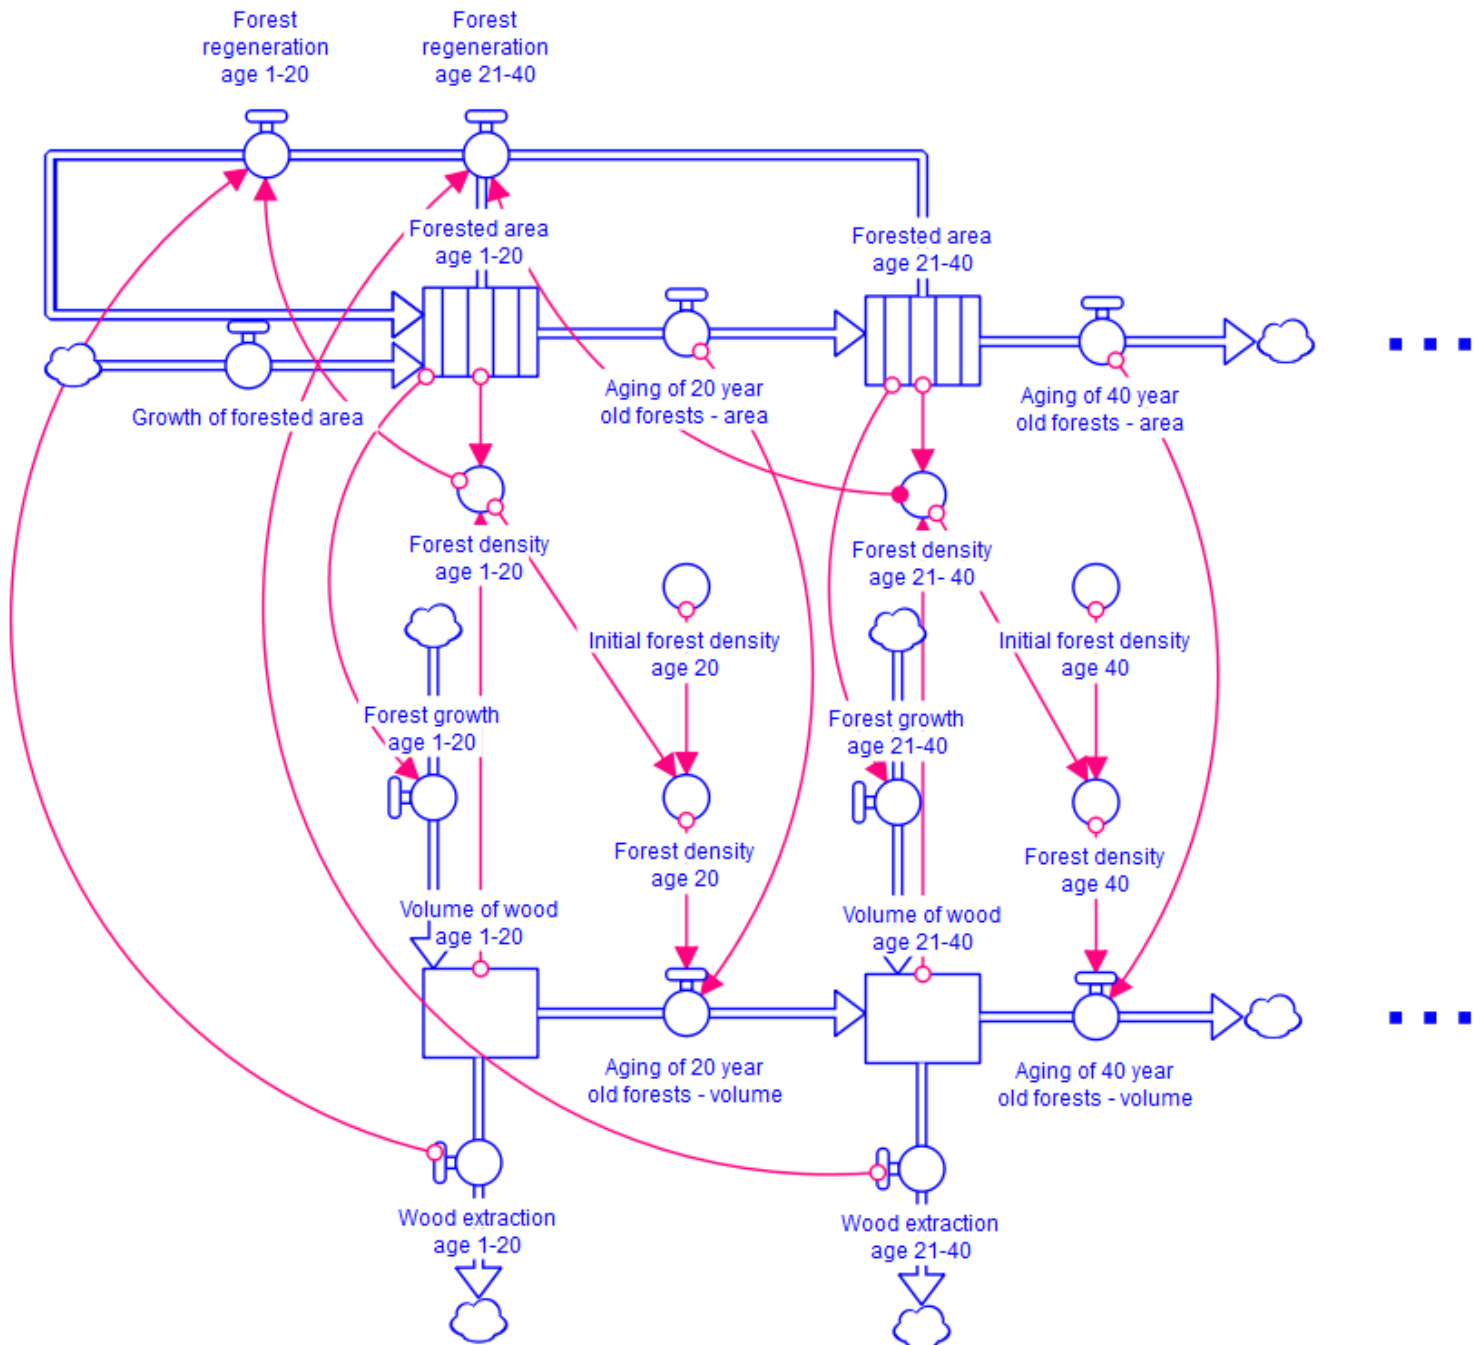 Forest
regeneration
age 1-20
Forest
regeneration
age 21-40
Forested area
age 1-20
Forested area
age 21-40
Growth of forested area
Aging of 20 year
old forests - area
Aging of 40 year
old forests - area
Forest density
age 1-20
Forest density
age 21- 40
Initial forest density
age 20
Initial forest density
age 40
Forest growth
age 1-20
Forest growth
age 21-40
Forest density
age 20
Forest density
age 40
Volume of wood
age 1-20
Volume of wood
age 21-40
Aging of 20 year
old forests - volume
Aging of 40 year
old forests - volume
Wood extraction
age 1-20
Wood extraction
age 21-40